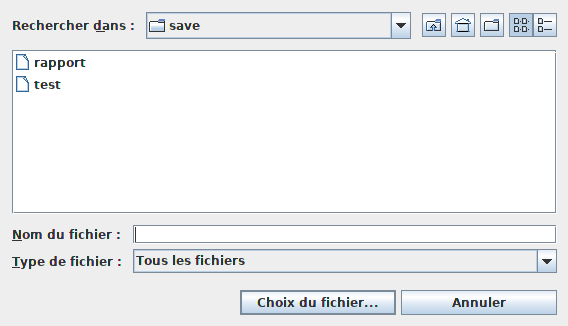 Rechercher dans : save
rapport
test
Nom du fichier :
Type de fichier : Tous les fichiers
Choix du fichier... Annuler